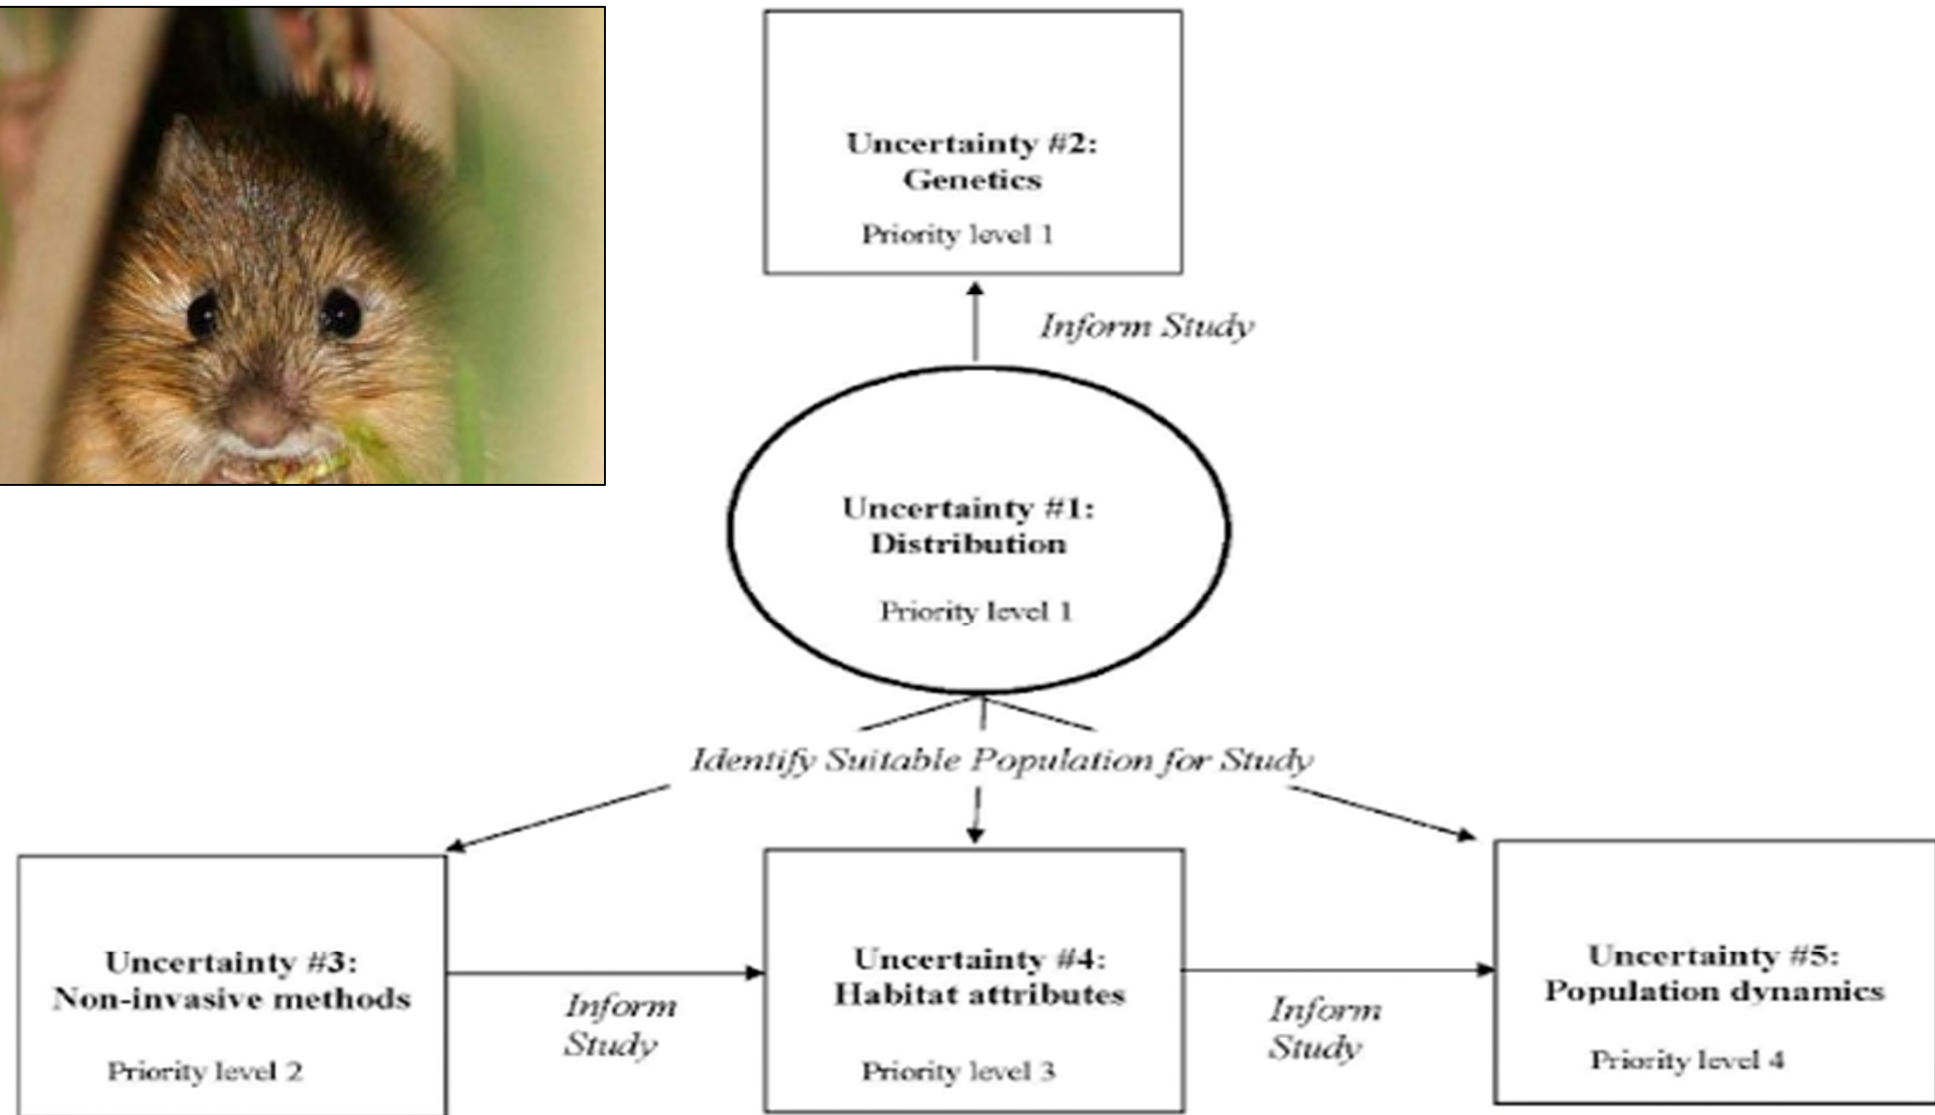 Uncertainty #2:
Genetics
Priority level 1
Inform Study
Uncertainty #1:
Distribution
Priority level 1
Identify Suitable Population for Study
Uncertainty #3:
Non-invasive methods
Priority level 2
Inform
Study
Uncertainty #4:
Habitat attributes
Priority level 3
Inform
Study
Uncertainty #5:
Population dynamics
Priority level 4